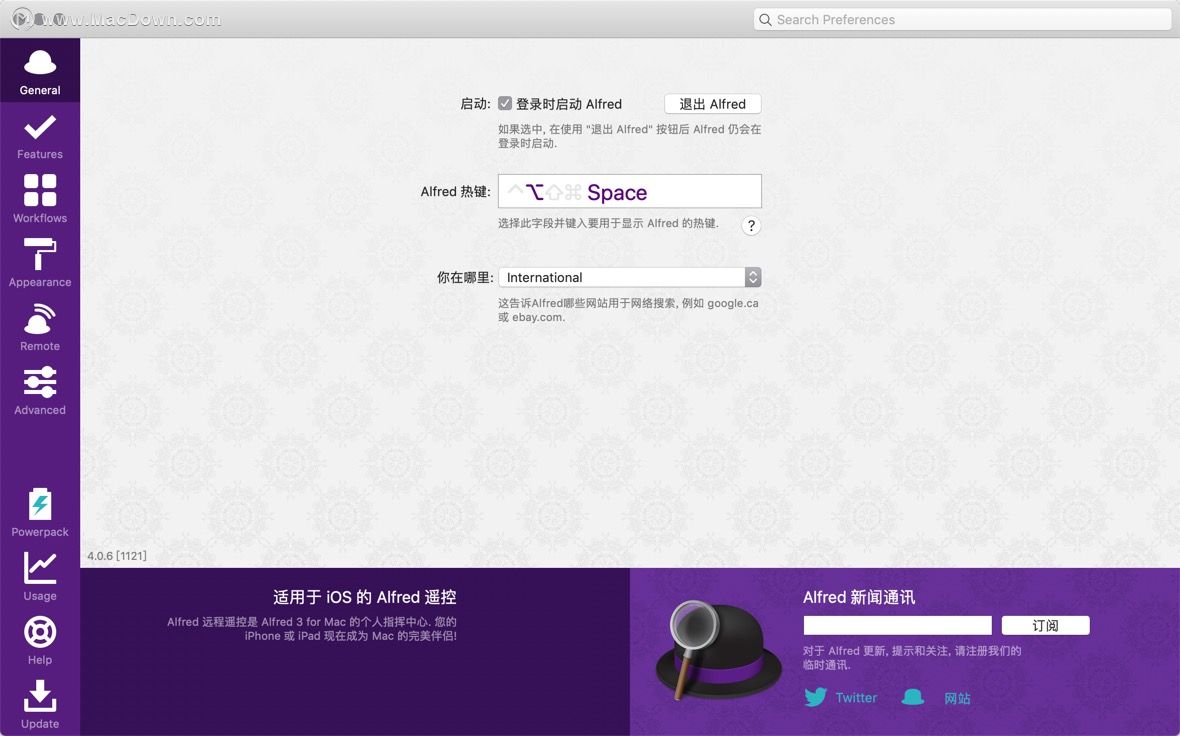 www.MacDown.com
Search Preferences
General
Features
Workflows
Appearance
Remote
Advanced
Powerpack
Usage
Help
Update
启动: 登录时启动 Alfred 退出 Alfred
如果选中, 在使用 "退出 Alfred" 按钮后 Alfred 仍会在
登录时启动.
Alfred 热键: ^⌥⇧⌘ Space
选择此字段并键入要用于显示 Alfred 的热键. ?
你在哪里: International
这告诉Alfred哪些网站用于网络搜索, 例如 google.ca
或 ebay.com.
4.0.6 [1121]
适用于 iOS 的 Alfred 遥控
Alfred 远程遥控是 Alfred 3 for Mac 的个人指挥中心. 您的
iPhone 或 iPad 现在成为 Mac 的完美伴侣!
Alfred 新闻通讯
订阅
对于 Alfred 更新, 提示和关注, 请注册我们的
临时通讯.
Twitter 网站